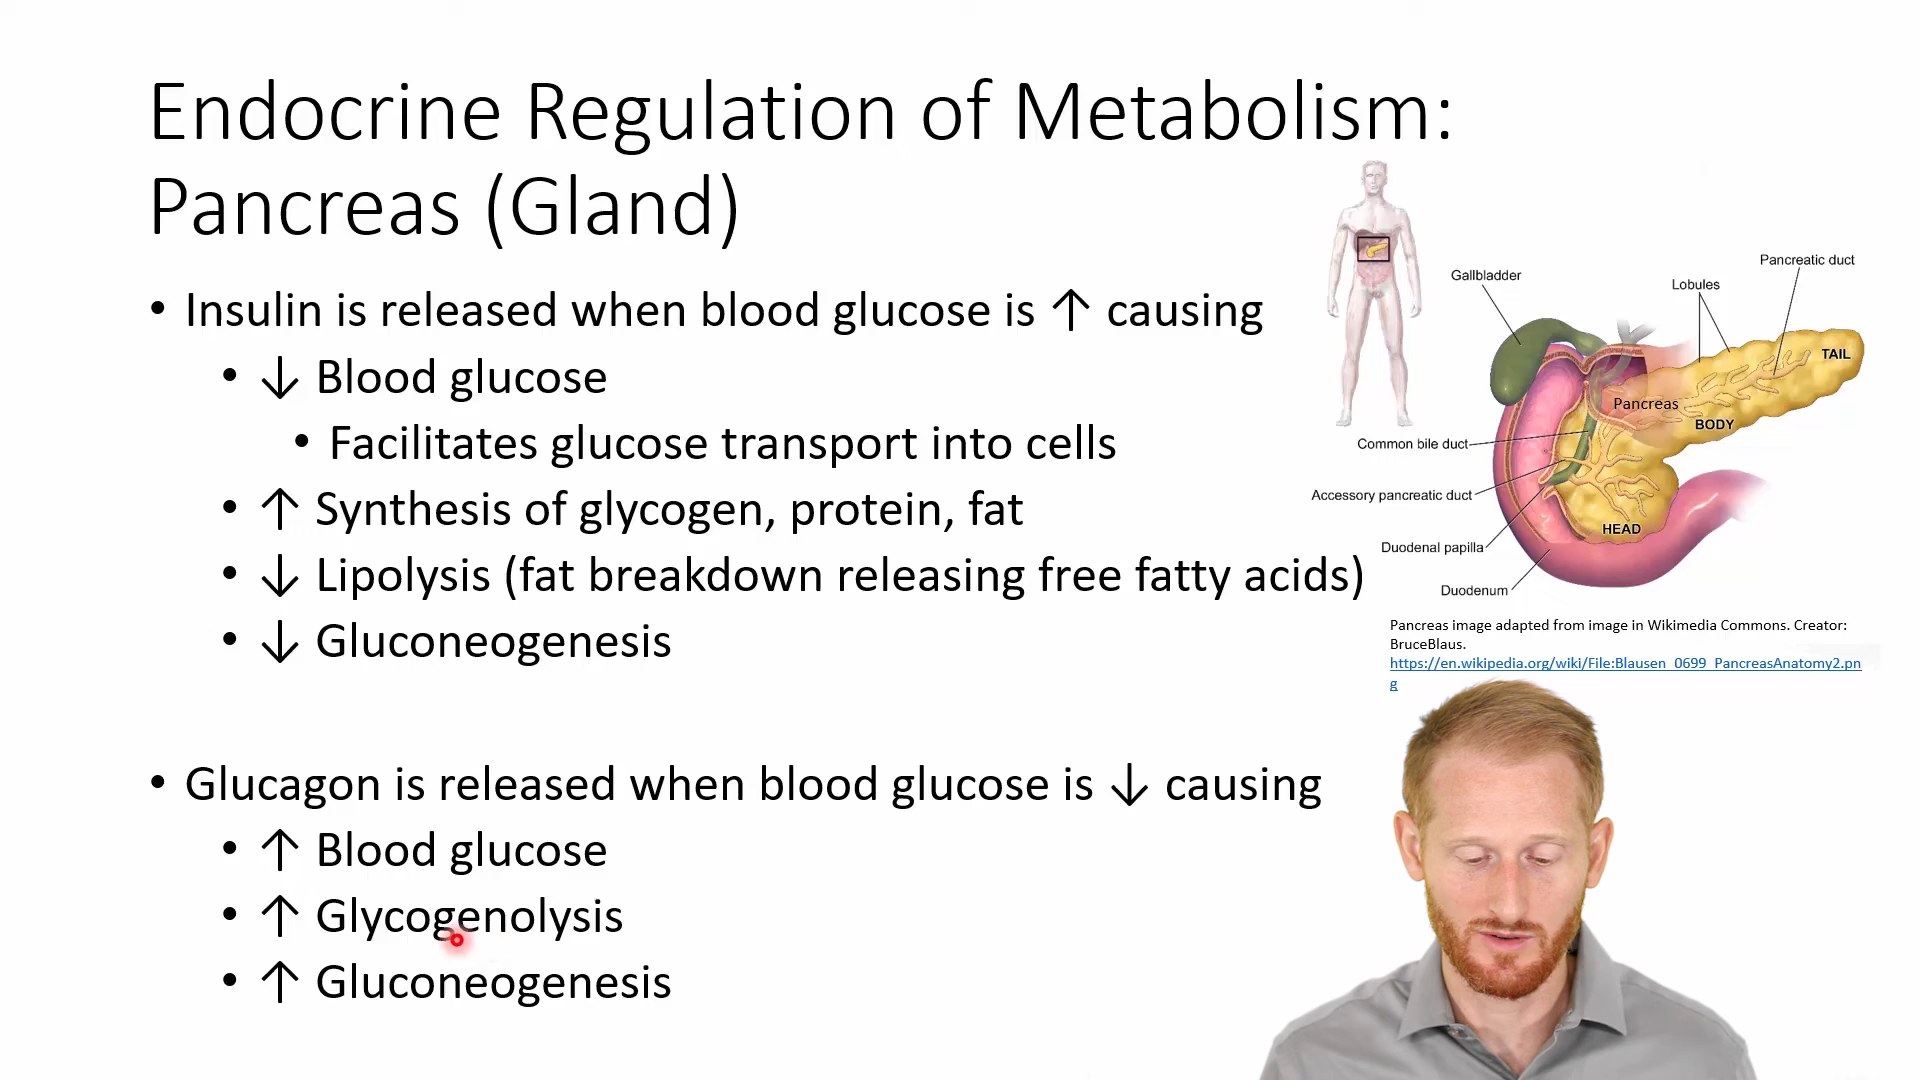 Endocrine Regulation of Metabolism:
Pancreas (Gland)
• Insulin is released when blood glucose is ↑ causing
• ↓ Blood glucose
• Facilitates glucose transport into cells
• ↑ Synthesis of glycogen, protein, fat
• ↓ Lipolysis (fat breakdown releasing free fatty acids)
• ↓ Gluconeogenesis
• Glucagon is released when blood glucose is ↓ causing
• ↑ Blood glucose
• ↑ Glycogenolysis
• ↑ Gluconeogenesis
Gallbladder
Pancreatic duct
Lobules
TAIL
Pancreas
BODY
Common bile duct
Accessory pancreatic duct
HEAD
Duodenal papilla
Duodenum
Pancreas image adapted from image in Wikimedia Commons. Creator:
BruceBlaus.
https://en.wikipedia.org/wiki/File:Blausen_0699_PancreasAnatomy2.pn
g